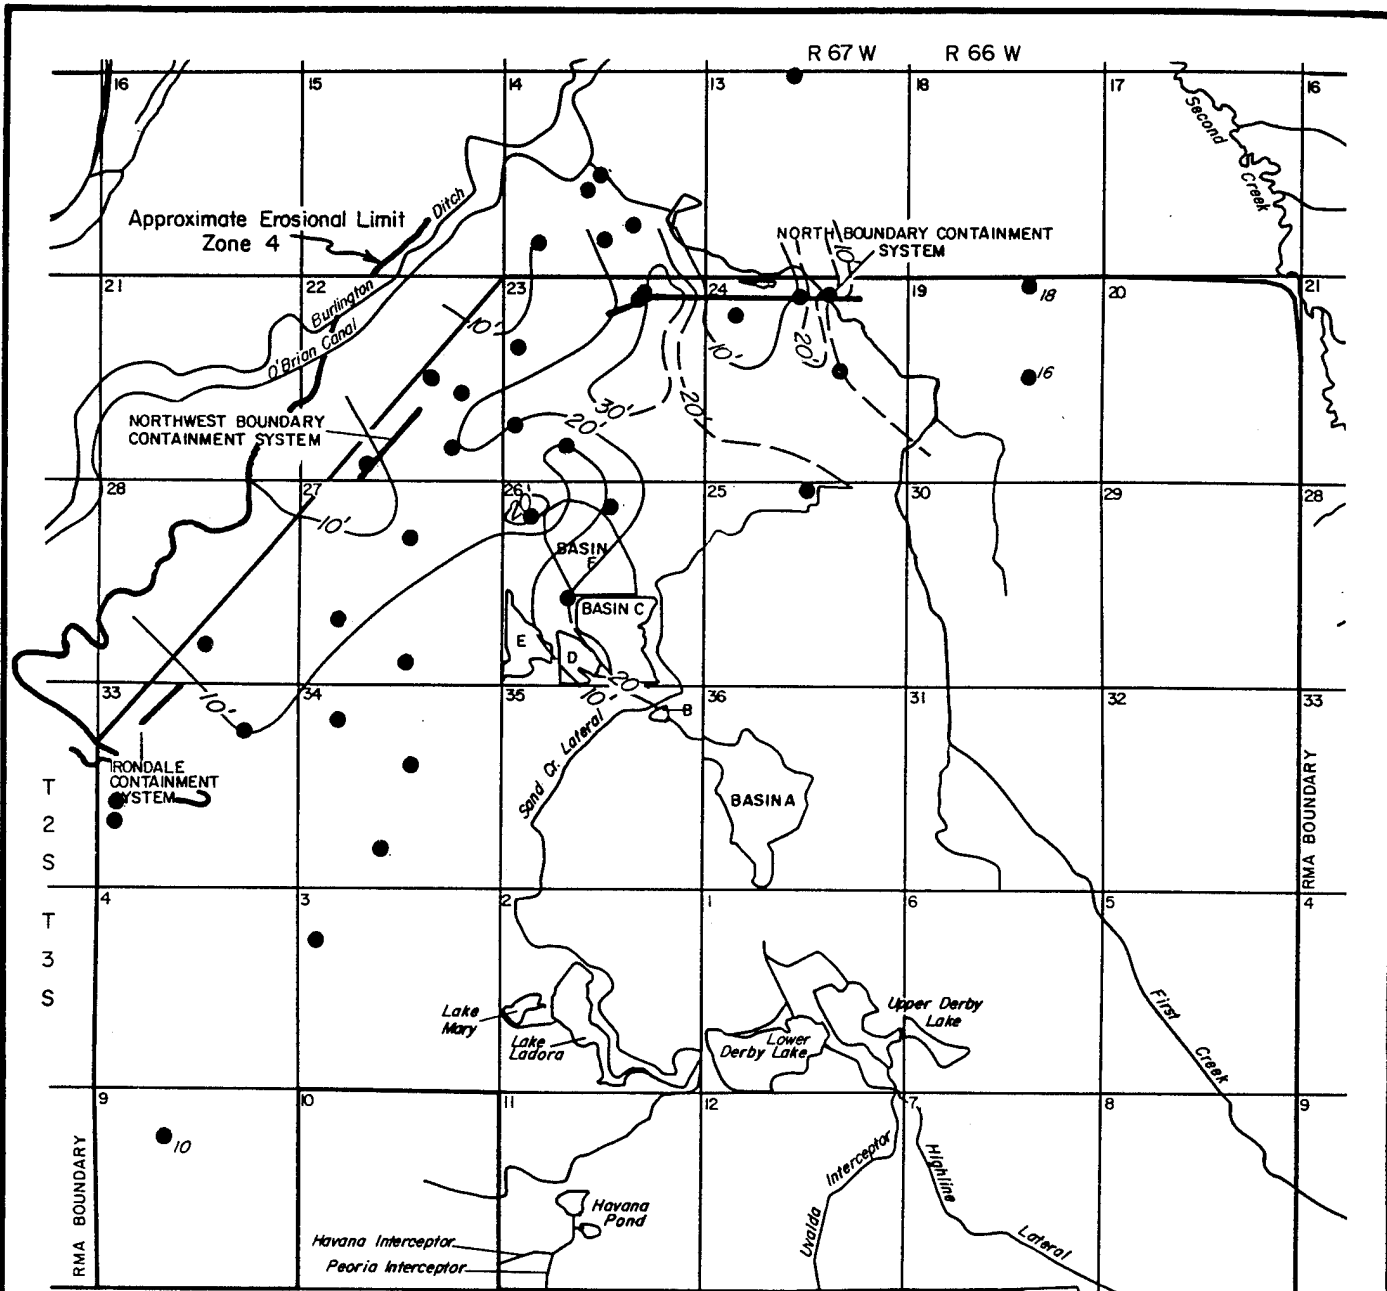 R 67 W R 66 W
16 15 14 13 18 17 16
Second
Creek
Ditch
Approximate Erosional Limit
Zone 4
NORTH BOUNDARY CONTAINMENT
SYSTEM
10'
21 22 23 24 19 20 21
18
Burlington
O'Brian Canal
10'
10'
20'
16
30'
20'
20'
NORTHWEST BOUNDARY
CONTAINMENT SYSTEM
28 27 26 25 30 29 28
20'
10'
BASIN
F
BASIN C
E
D
20'
10'
33 34 35 36 31 32 33
10'
B
Sand Cr. Lateral
IRONDALE
CONTAINMENT
SYSTEM
BASIN A
RMA BOUNDARY
T
2
S
4 3 2 1 6 5 4
T
3
S
Lake
Mary
Lake
Ladora
Lower
Derby Lake
Upper Derby
Lake
First
Creek
9 10 11 12 7 8 9
10
RMA BOUNDARY
Havana
Pond
Havana Interceptor
Peoria Interceptor
Uvalda
Interceptor
Highline
Lateral